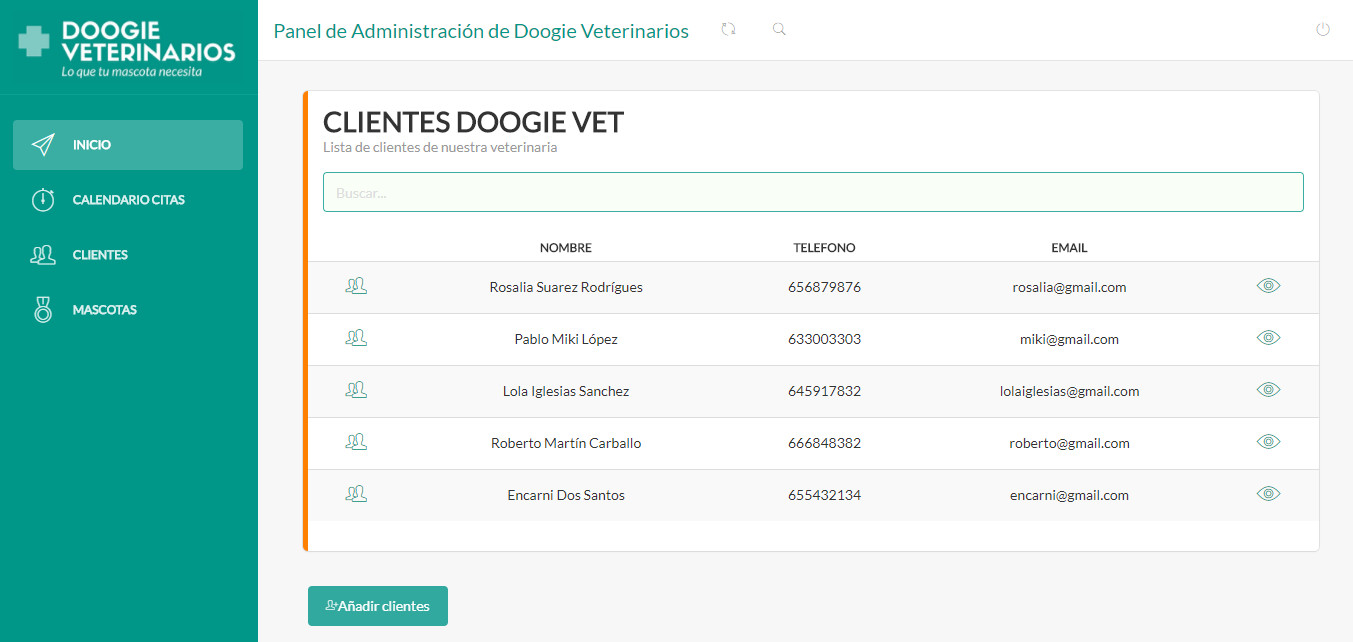 DOOGIE
VETERINARIOS
Lo que tu mascota necesita
Panel de Administración de Doogie Veterinarios
INICIO
CALENDARIO CITAS
CLIENTES
MASCOTAS
CLIENTES DOOGIE VET
Lista de clientes de nuestra veterinaria
Buscar...
NOMBRE TELEFONO EMAIL
Rosalia Suarez Rodrígues 656879876 rosalia@gmail.com
Pablo Miki López 633003303 miki@gmail.com
Lola Iglesias Sanchez 645917832 lolaiglesias@gmail.com
Roberto Martín Carballo 666848382 roberto@gmail.com
Encarni Dos Santos 655432134 encarni@gmail.com
Añadir clientes